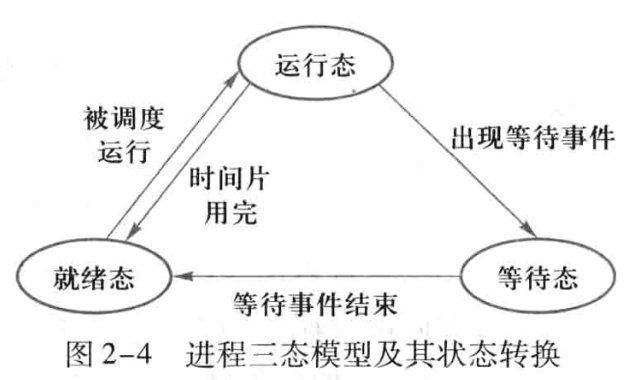 运行态
被调度
运行
出现等待事件
时间片
用完
就绪态
等待态
等待事件结束
图2-4 进程三态模型及其状态转换